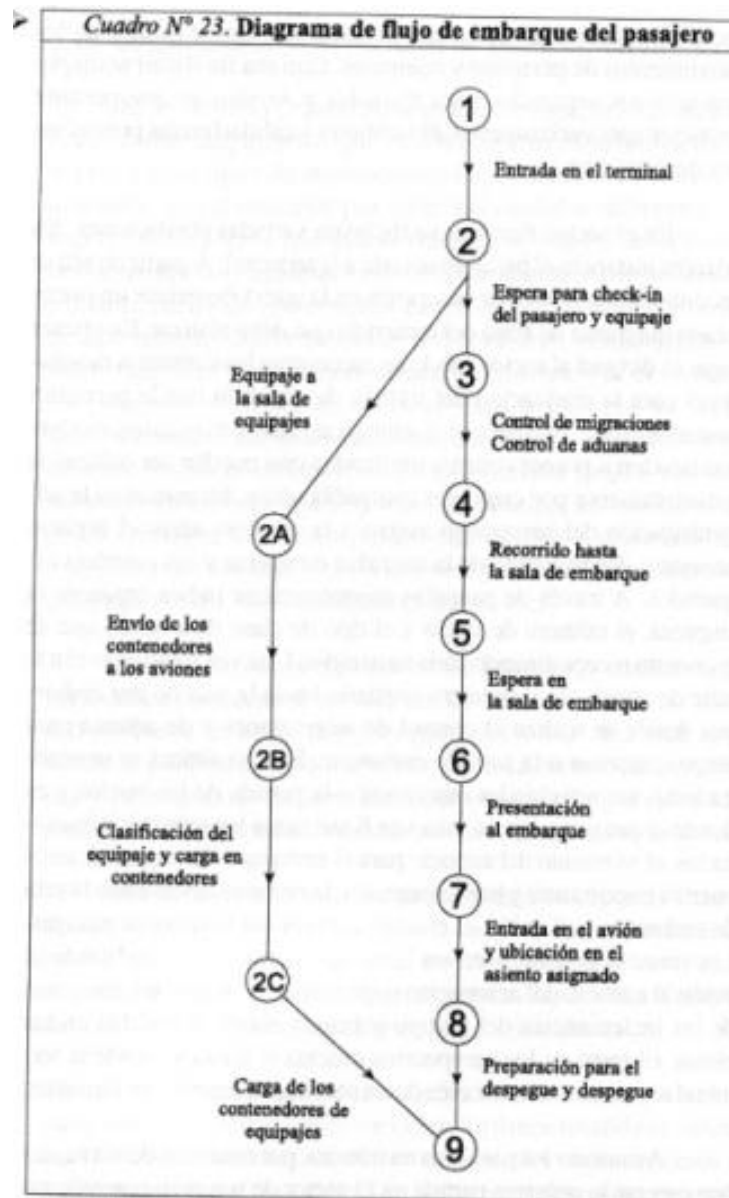 Cuadro N° 23. Diagrama de flujo de embarque del pasajero
1
Entrada en el terminal
2
Espera para check-in
del pasajero y equipaje
Equipaje a
la sala de
equipajes
3
Control de migraciones
Control de aduanas
4
2A
Recorrido hasta
la sala de embarque
Envío de los
contenedores
a los aviones
5
Espera en
la sala de embarque
2B
6
Presentación
al embarque
Clasificación del
equipaje y carga en
contenedores
7
Entrada en el avión
y ubicación en el
asiento asignado
2C
8
Preparación para el
despegue y despegue
Carga de los
contenedores de
equipajes
9